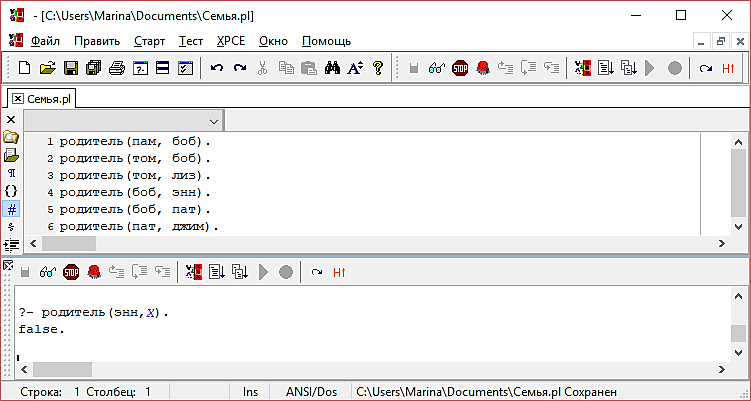 - [C:\Users\Marina\Documents\Семья.pl]
Файл Править Старт Тест XPCE Окно Помощь
Семья.pl
1 родитель(пам, боб).
2 родитель(том, боб).
3 родитель(том, лиз).
4 родитель(боб, энн).
5 родитель(боб, пат).
6 родитель(пат, джим).
?- родитель(энн,X).
false.
Строка: 1 Столбец: 1 Ins ANSI/Dos C:\Users\Marina\Documents\Семья.pl Сохранен